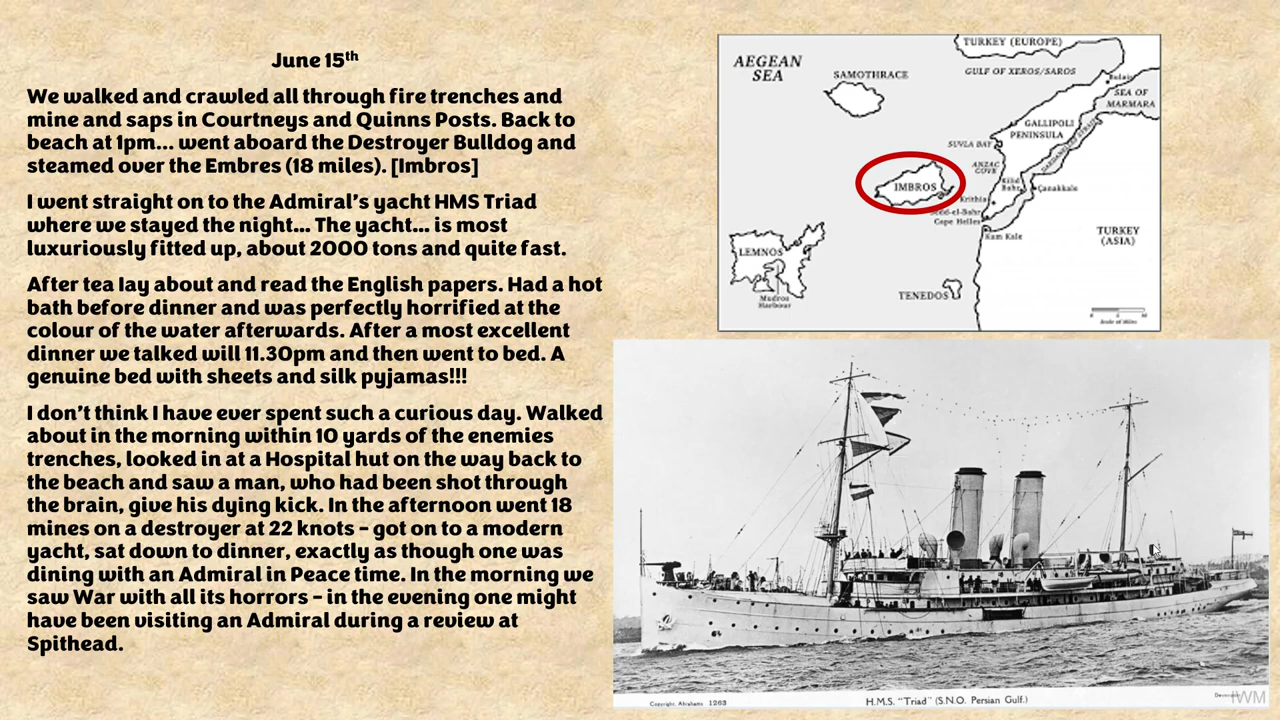 June 15th
We walked and crawled all through fire trenches and
mine and saps in Courtneys and Quinns Posts. Back to
beach at 1pm... went aboard the Destroyer Bulldog and
steamed over the Embres (18 miles). [Imbros]
I went straight on to the Admiral's yacht HMS Triad
where we stayed the night... The yacht... is most
luxuriously fitted up, about 2000 tons and quite fast.
After tea lay about and read the English papers. Had a hot
bath before dinner and was perfectly horrified at the
colour of the water afterwards. After a most excellent
dinner we talked will 11.30pm and then went to bed. A
genuine bed with sheets and silk pyjamas!!!
I don't think I have ever spent such a curious day. Walked
about in the morning within 10 yards of the enemies
trenches, looked in at a Hospital hut on the way back to
the beach and saw a man, who had been shot through
the brain, give his dying kick. In the afternoon went 18
mines on a destroyer at 22 knots – got on to a modern
yacht, sat down to dinner, exactly as though one was
dining with an Admiral in Peace time. In the morning we
saw War with all its horrors – in the evening one might
have been visiting an Admiral during a review at
Spithead.
TURKEY (EUROPE)
AEGEAN
SEA
SAMOTHRACE
GULF OF XEROS/SAROS
Bulair
SEA OF
MARMARA
GALLIPOLI
PENINSULA
SUVLA BAY
ANZAC
COVE
IMBROS
Kilid
Bahr
Çanakkale
Krithia
Sedd-el-Bahr
Cape Helles
Kum Kale
TURKEY
(ASIA)
LEMNOS
Mudros
Harbour
TENEDOS
Scale of Miles
Copyright. Abrahams 1263
H.M.S. "Triad" (S.N.O. Persian Gulf.)
IWM